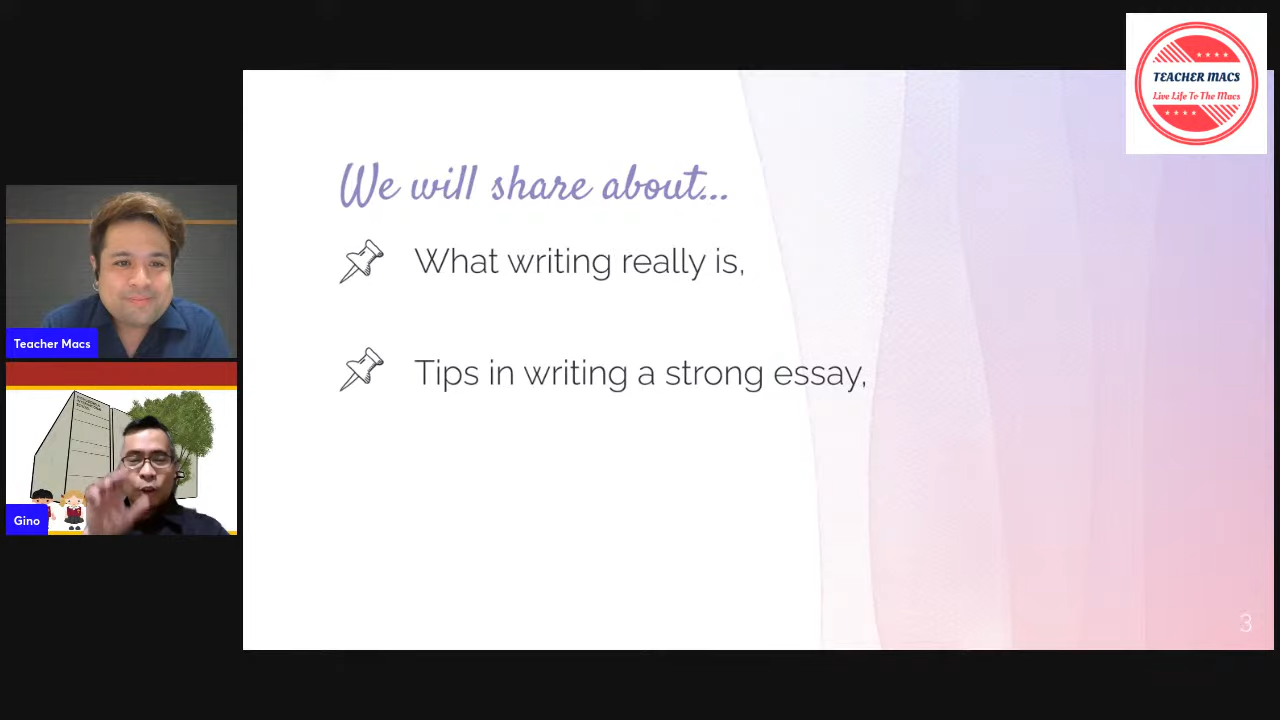 TEACHER MACS
Live Life To The Macs
We will share about...
What writing really is,
Tips in writing a strong essay,
Teacher Macs
Gino
3